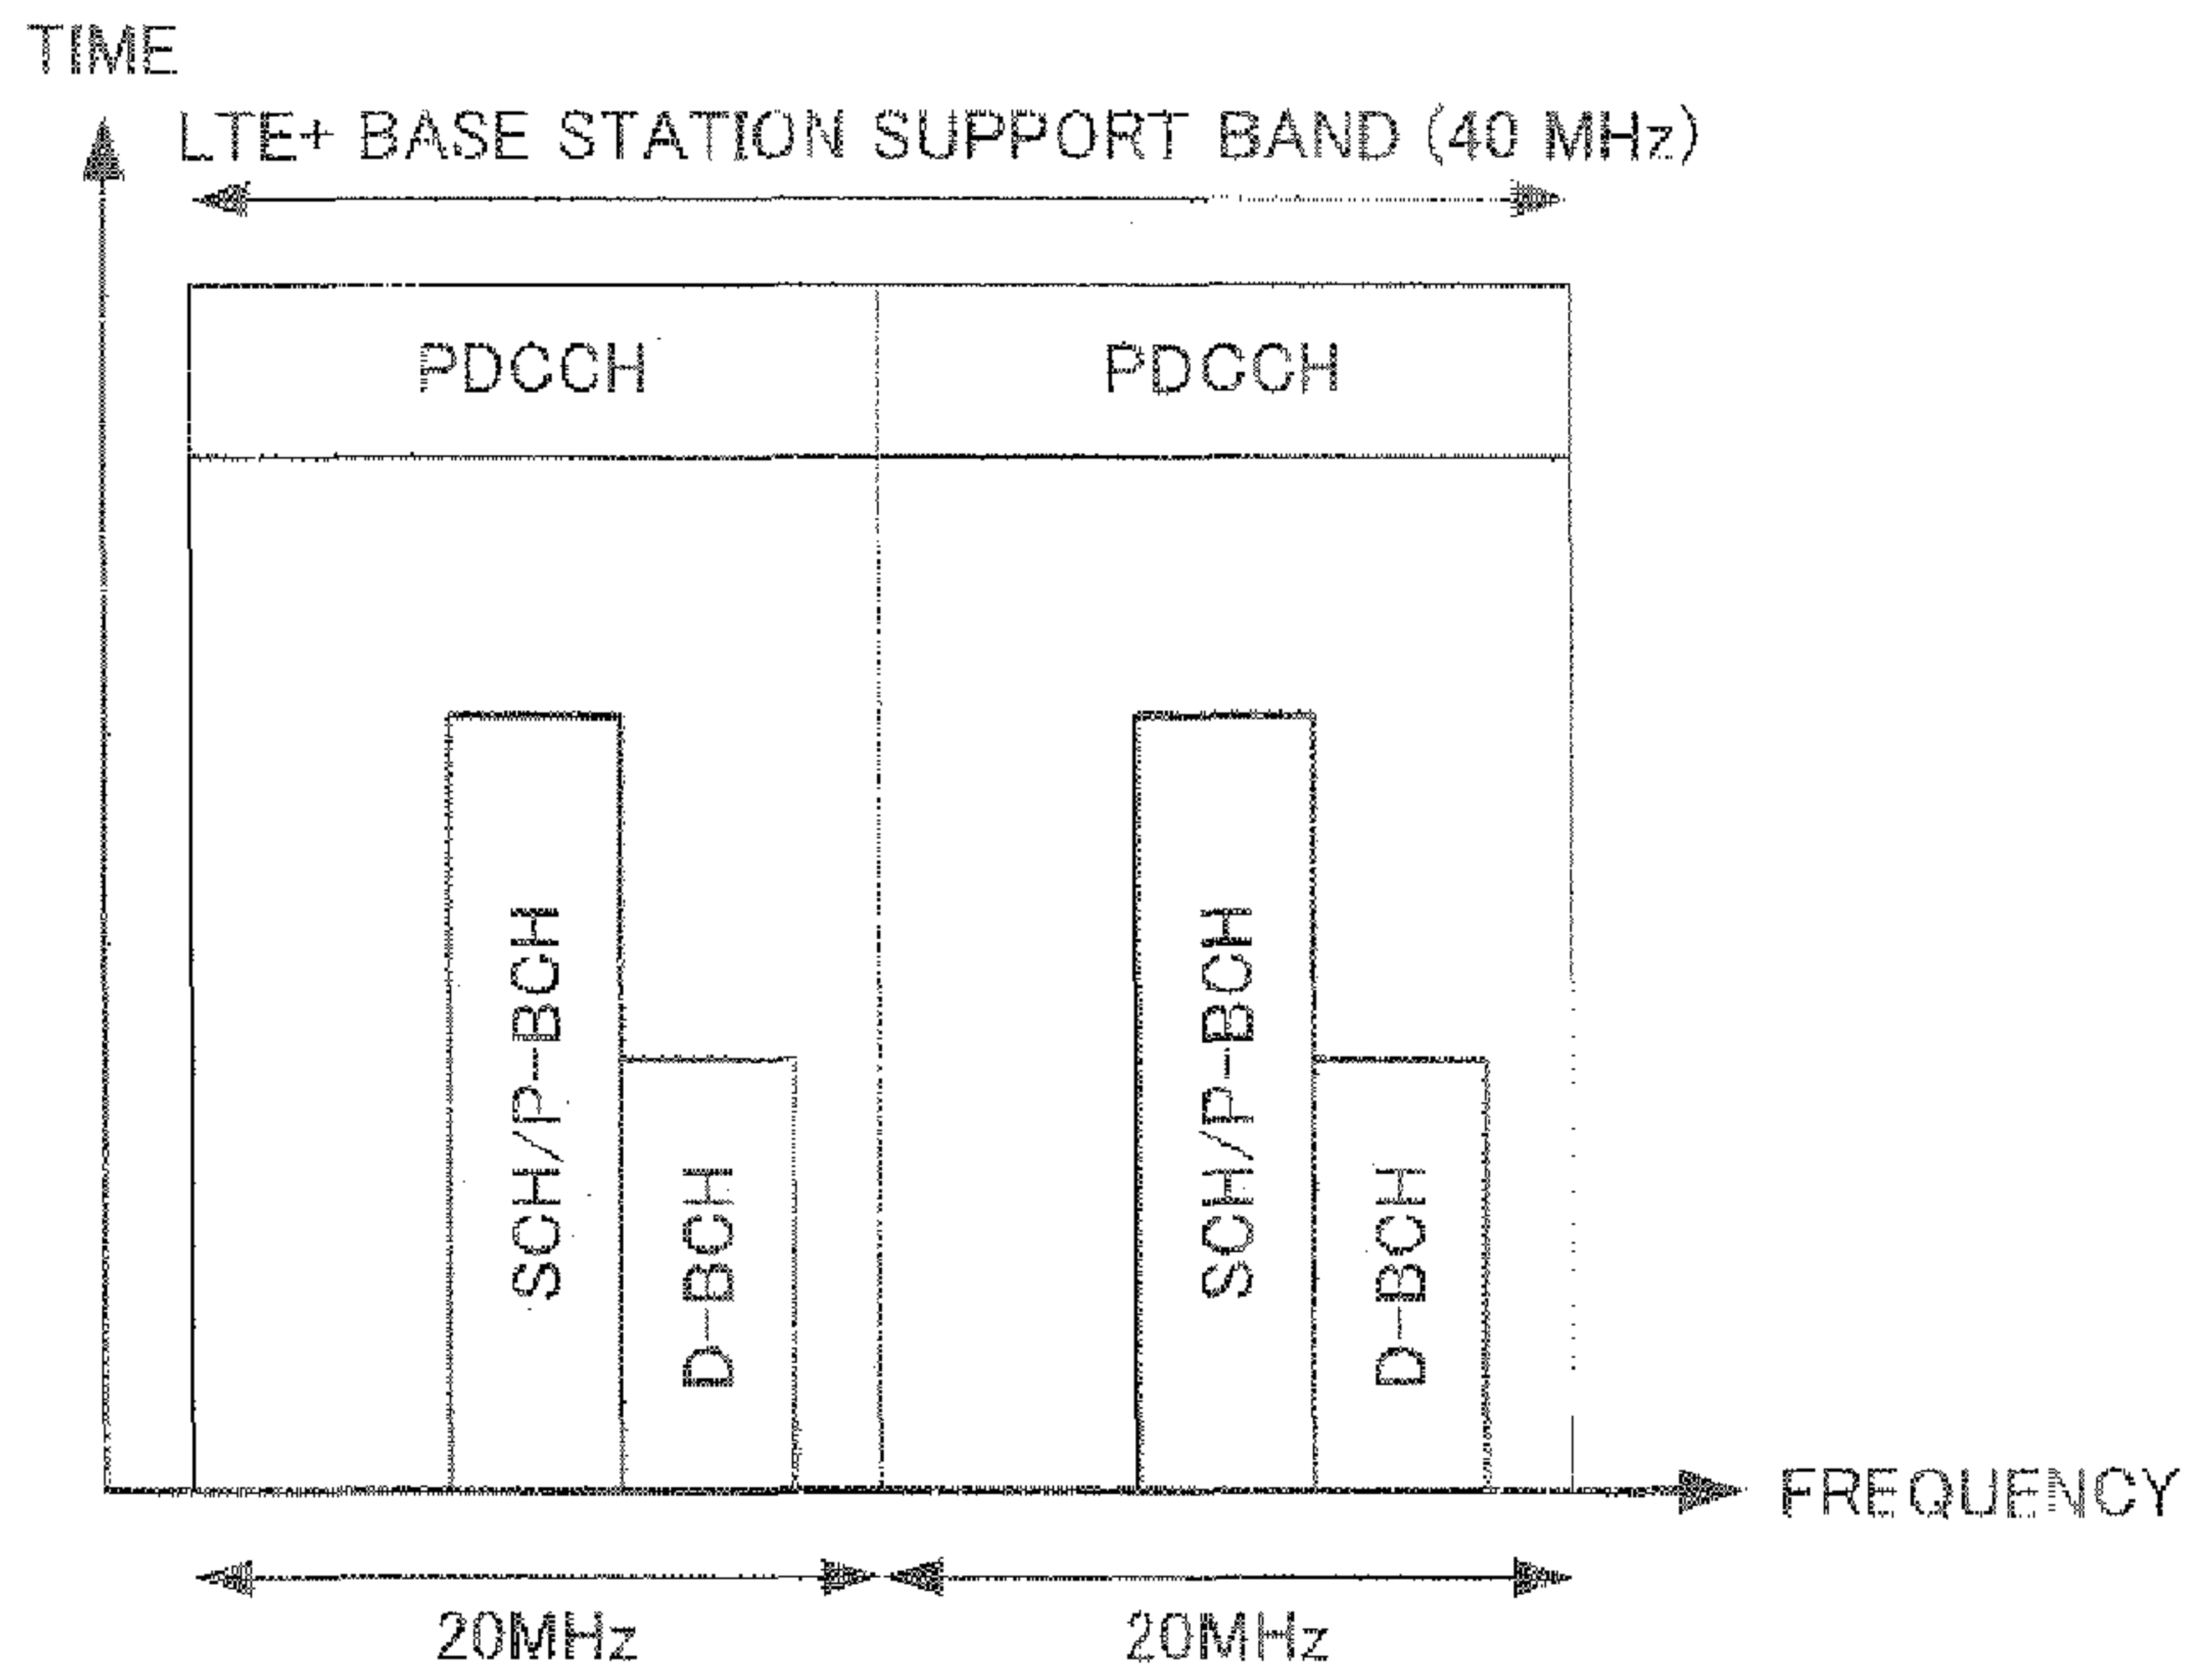 TIME
LTE+ BASE STATION SUPPORT BAND (40 MHz)
PDCCH
PDCCH
SCH/P-BCH
D-BCH
SCH/P-BCH
D-BCH
FREQUENCY
20MHz
20MHz